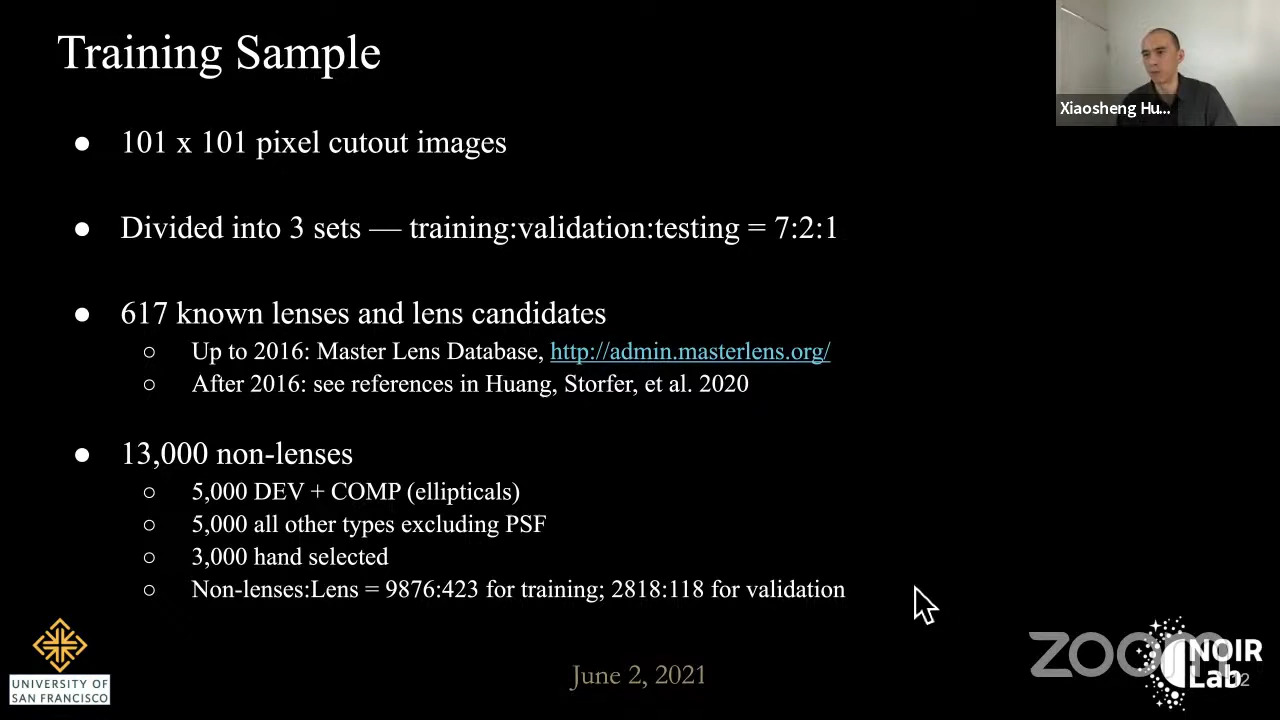 Training Sample
Xiaosheng Hu...
● 101 x 101 pixel cutout images
● Divided into 3 sets — training:validation:testing = 7:2:1
● 617 known lenses and lens candidates
○ Up to 2016: Master Lens Database, http://admin.masterlens.org/
○ After 2016: see references in Huang, Storfer, et al. 2020
● 13,000 non-lenses
○ 5,000 DEV + COMP (ellipticals)
○ 5,000 all other types excluding PSF
○ 3,000 hand selected
○ Non-lenses:Lens = 9876:423 for training; 2818:118 for validation
UNIVERSITY OF
SAN FRANCISCO
June 2, 2021
zoom
NOIR
Lab